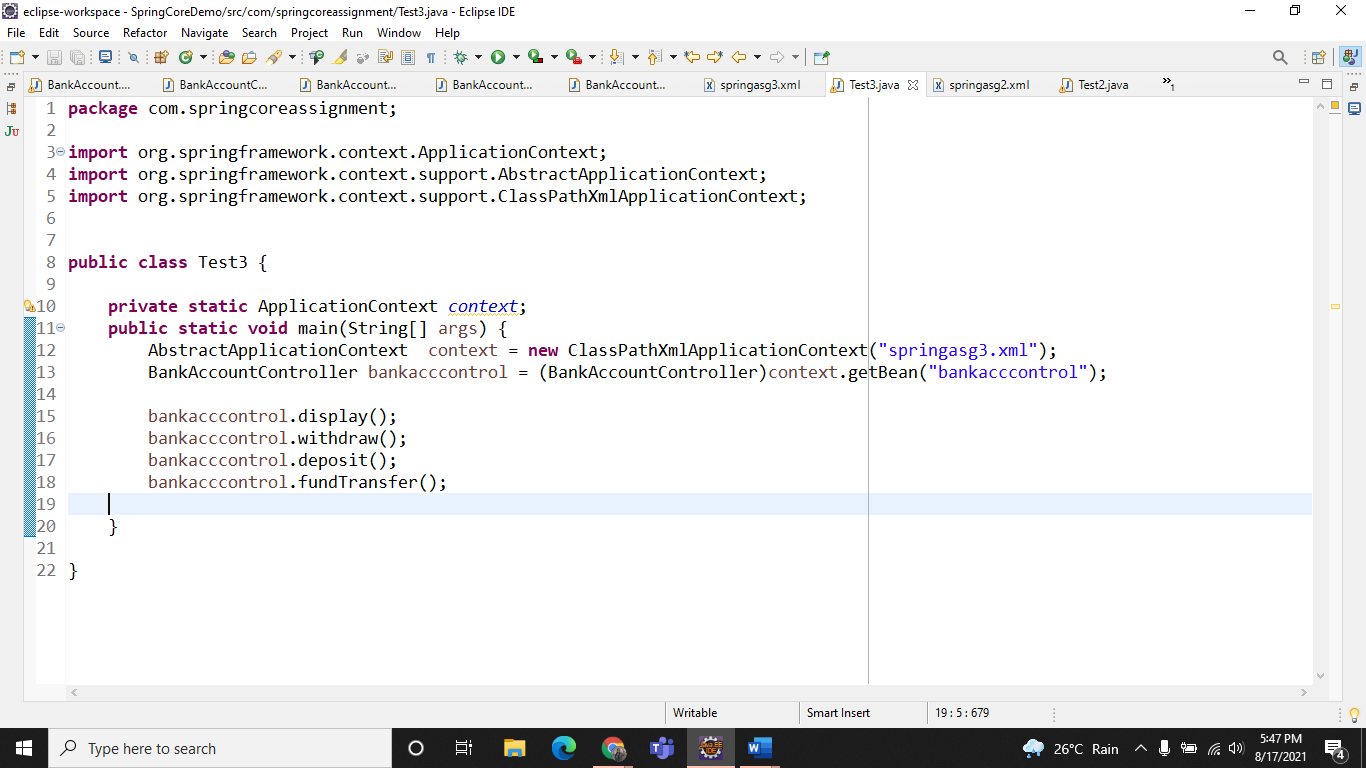 eclipse-workspace - SpringCoreDemo/src/com/springcoreassignment/Test3.java - Eclipse IDE
File Edit Source Refactor Navigate Search Project Run Window Help
BankAccount.... BankAccountC... BankAccount... BankAccount... BankAccount... springasg3.xml Test3.java springasg2.xml Test2.java »1
1 package com.springcoreassignment;
2
3 import org.springframework.context.ApplicationContext;
4 import org.springframework.context.support.AbstractApplicationContext;
5 import org.springframework.context.support.ClassPathXmlApplicationContext;
6
7
8 public class Test3 {
9
10 private static ApplicationContext context;
11 public static void main(String[] args) {
12 AbstractApplicationContext  context = new ClassPathXmlApplicationContext("springasg3.xml");
13 BankAccountController bankacccontrol = (BankAccountController)context.getBean("bankacccontrol");
14
15 bankacccontrol.display();
16 bankacccontrol.withdraw();
17 bankacccontrol.deposit();
18 bankacccontrol.fundTransfer();
19
20 }
21
22 }
Ju
Writable Smart Insert 19 : 5 : 679
Type here to search 26°C Rain 5:47 PM
8/17/2021 4